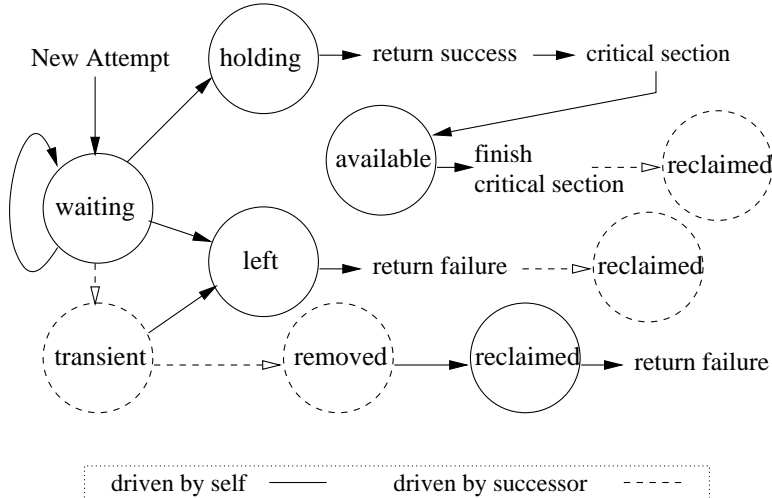 New Attempt
holding
return success
critical section
available
finish
critical section
reclaimed
waiting
left
return failure
reclaimed
transient
removed
reclaimed
return failure
driven by self
driven by successor